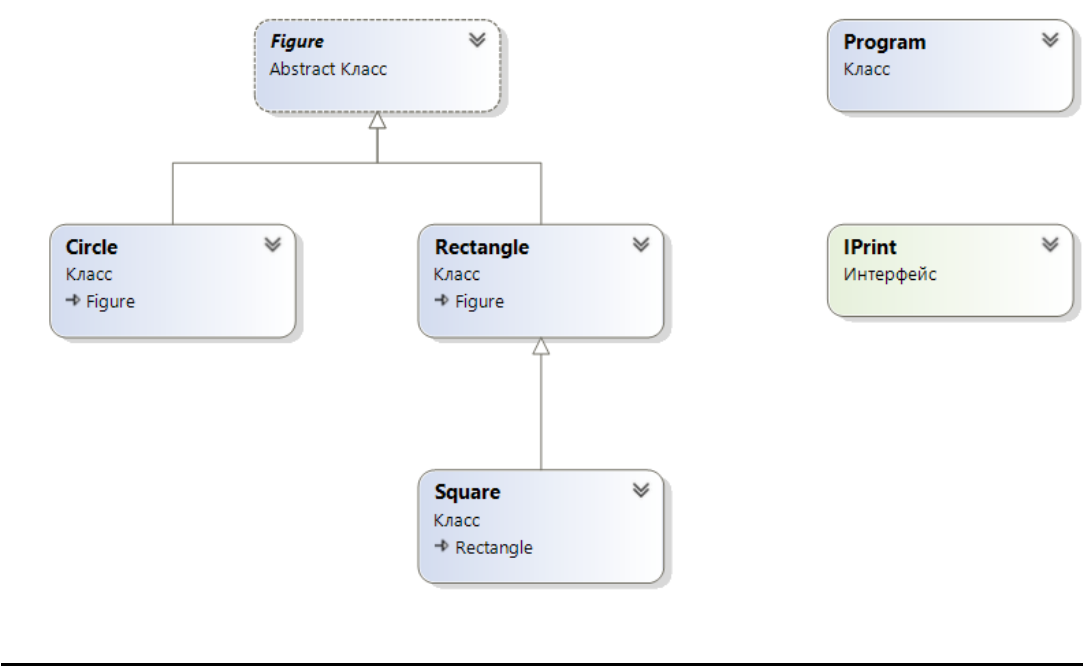 Figure
Abstract Класс
Program
Класс
Circle
Класс
Figure
Rectangle
Класс
Figure
IPrint
Интерфейс
Square
Класс
Rectangle